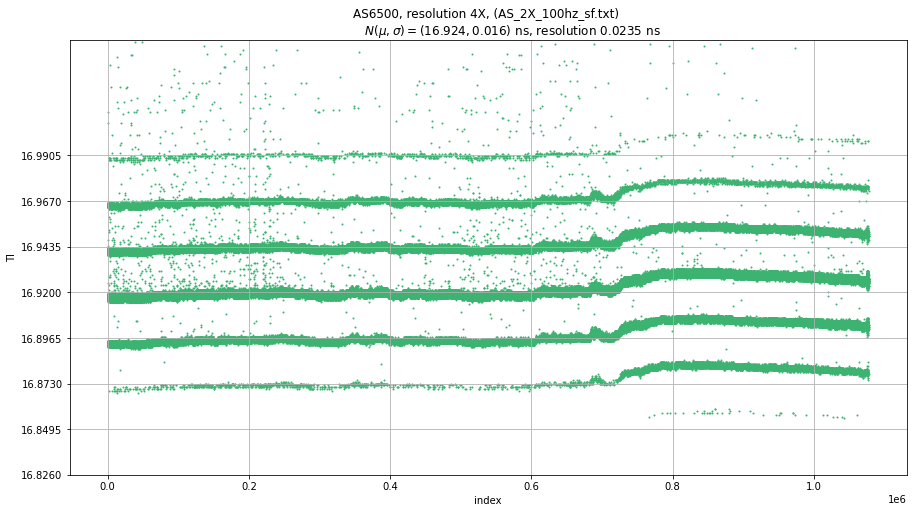 AS6500, resolution 4X, (AS_2X_100hz_sf.txt)
N(μ, σ) = (16.924, 0.016) ns, resolution 0.0235 ns
16.9905
16.9670
16.9435
TI
16.9200
16.8965
16.8730
16.8495
16.8260
0.0 0.2 0.4 0.6 0.8 1.0
index
1e6